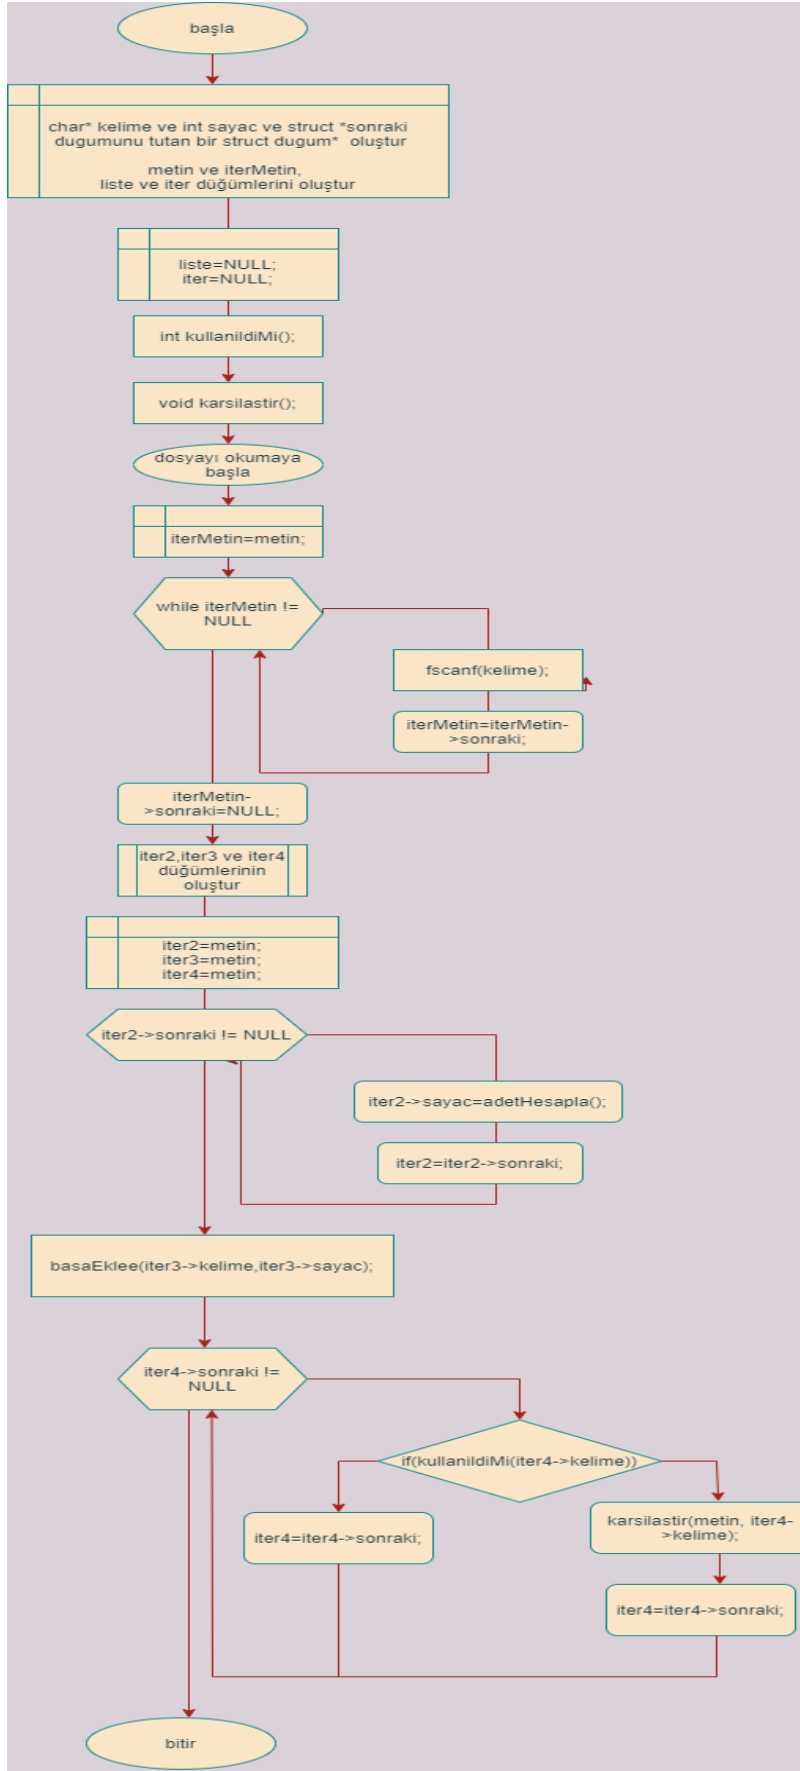 başla
char* kelime ve int sayac ve struct *sonraki
dugumunu tutan bir struct dugum* oluştur
metin ve iterMetin,
liste ve iter düğümlerini oluştur
liste=NULL;
iter=NULL;
int kullanildiMi();
void karsilastir();
dosyayı okumaya
başla
iterMetin=metin;
while iterMetin !=
NULL
fscanf(kelime);
iterMetin=iterMetin-
>sonraki;
iterMetin-
>sonraki=NULL;
iter2,iter3 ve iter4
düğümlerinin
oluştur
iter2=metin;
iter3=metin;
iter4=metin;
iter2->sonraki != NULL
iter2->sayac=adetHesapla();
iter2=iter2->sonraki;
basaEklee(iter3->kelime,iter3->sayac);
iter4->sonraki !=
NULL
if(kullanildiMi(iter4->kelime))
iter4=iter4->sonraki;
karsilastir(metin, iter4-
>kelime);
iter4=iter4->sonraki;
bitir